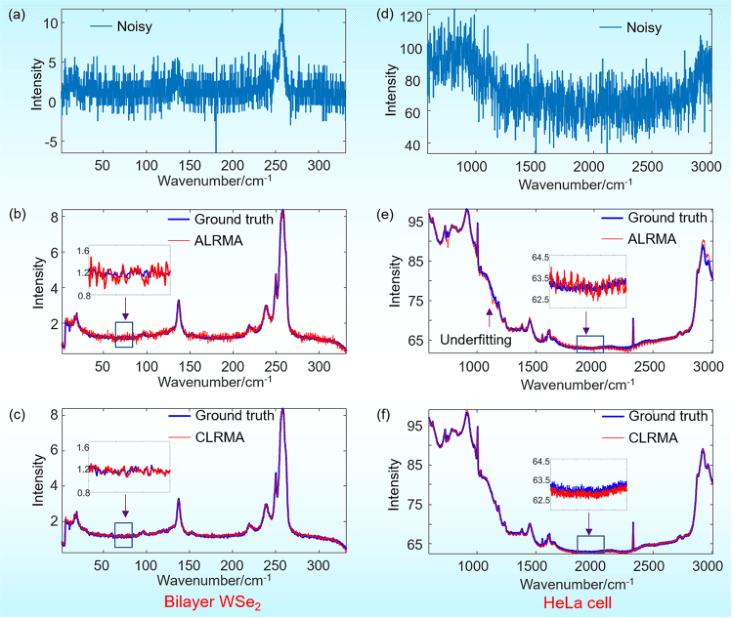 (a)
10
5
0
-5
Intensity
Noisy
50 100 150 200 250 300
Wavenumber/cm⁻¹
(d)
120
100
80
60
40
Intensity
Noisy
1000 1500 2000 2500 3000
Wavenumber/cm⁻¹
(b)
8
6
4
2
Intensity
Ground truth
ALRMA
1.6
1.2
0.8
50 100 150 200 250 300
Wavenumber/cm⁻¹
(e)
95
85
75
65
Intensity
Ground truth
ALRMA
64.5
63.5
62.5
Underfitting
1000 1500 2000 2500 3000
Wavenumber/cm⁻¹
(c)
8
6
4
2
Intensity
Ground truth
CLRMA
1.6
1.2
0.8
50 100 150 200 250 300
Wavenumber/cm⁻¹
Bilayer WSe₂
(f)
95
85
75
65
Intensity
Ground truth
CLRMA
64.5
63.5
62.5
1000 1500 2000 2500 3000
Wavenumber/cm⁻¹
HeLa cell